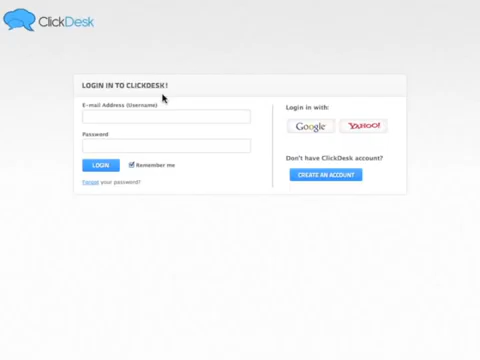 ClickDesk
LOGIN IN TO CLICKDESK!
E-mail Address (Username)
Password
LOGIN
Remember me
Forgot your password?
Login in with:
Google
YAHOO!
Don't have ClickDesk account?
CREATE AN ACCOUNT